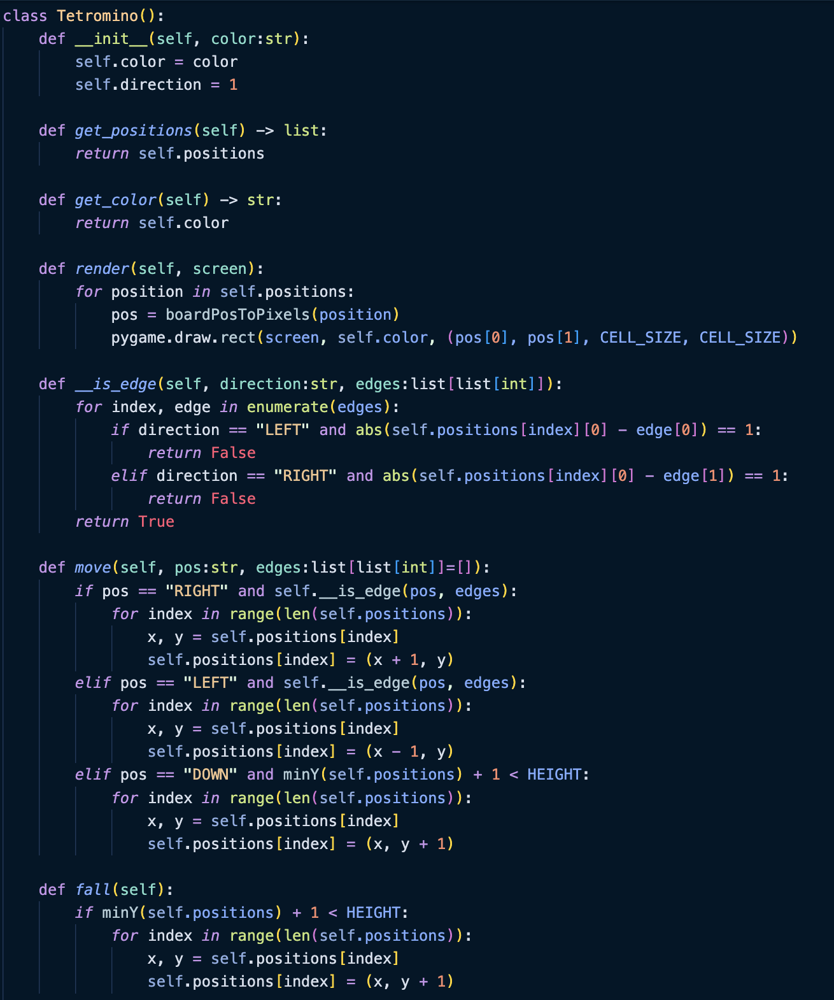 class Tetromino():
    def __init__(self, color:str):
        self.color = color
        self.direction = 1

    def get_positions(self) -> list:
        return self.positions

    def get_color(self) -> str:
        return self.color

    def render(self, screen):
        for position in self.positions:
            pos = boardPosToPixels(position)
            pygame.draw.rect(screen, self.color, (pos[0], pos[1], CELL_SIZE, CELL_SIZE))

    def __is_edge(self, direction:str, edges:list[list[int]]):
        for index, edge in enumerate(edges):
            if direction == "LEFT" and abs(self.positions[index][0] - edge[0]) == 1:
                return False
            elif direction == "RIGHT" and abs(self.positions[index][0] - edge[1]) == 1:
                return False
        return True

    def move(self, pos:str, edges:list[list[int]]=[]):
        if pos == "RIGHT" and self.__is_edge(pos, edges):
            for index in range(len(self.positions)):
                x, y = self.positions[index]
                self.positions[index] = (x + 1, y)
        elif pos == "LEFT" and self.__is_edge(pos, edges):
            for index in range(len(self.positions)):
                x, y = self.positions[index]
                self.positions[index] = (x - 1, y)
        elif pos == "DOWN" and minY(self.positions) + 1 < HEIGHT:
            for index in range(len(self.positions)):
                x, y = self.positions[index]
                self.positions[index] = (x, y + 1)

    def fall(self):
        if minY(self.positions) + 1 < HEIGHT:
            for index in range(len(self.positions)):
                x, y = self.positions[index]
                self.positions[index] = (x, y + 1)